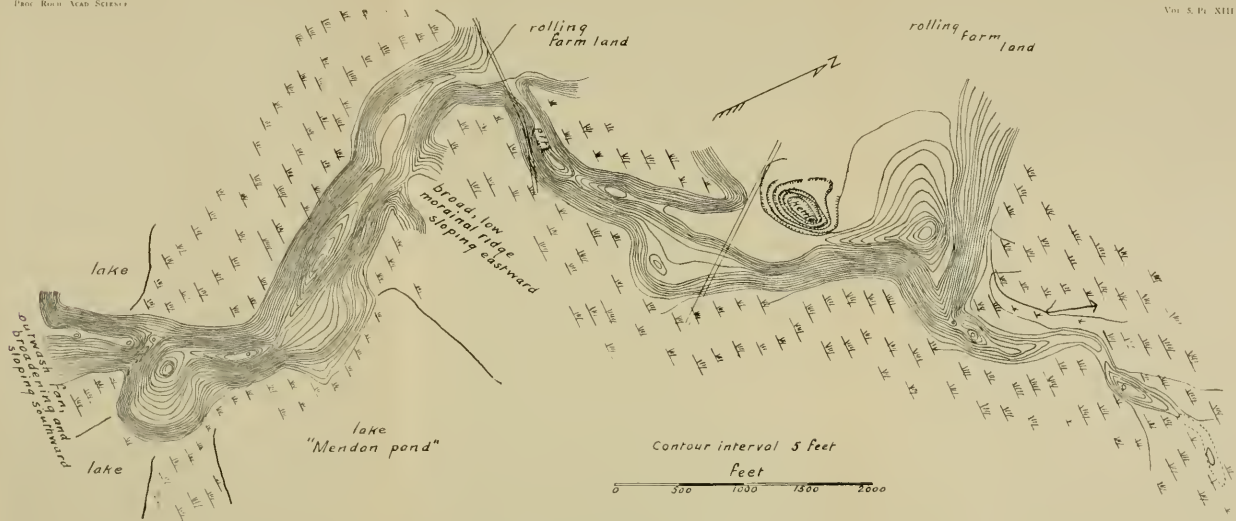 PROC ROCH ACAD SCIENCE
VOL 5, PL XIII
rolling
farm land
rolling
farm
land
N
pit
Kame
broad, low
morainal ridge
sloping eastward
lake
outwash fan,
broadening and
sloping southward
lake
lake
"Mendon pond"
Contour interval 5 feet
feet
0 500 1000 1500 2000